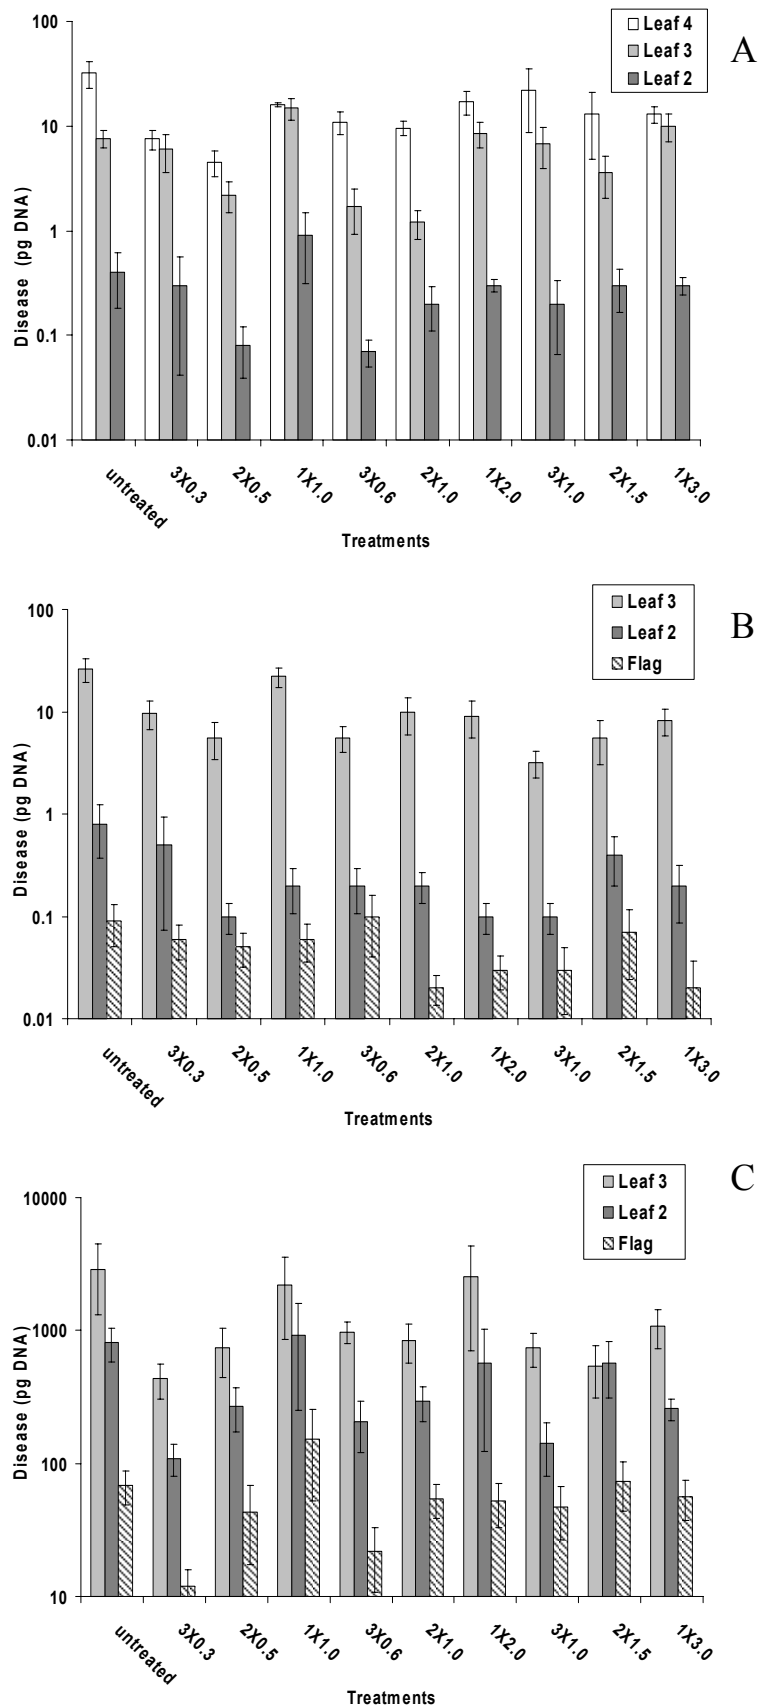 A
Leaf 4
Leaf 3
Leaf 2
Disease (pg DNA)
100
10
1
0.1
0.01
untreated
3X0.3
2X0.5
1X1.0
3X0.6
2X1.0
1X2.0
3X1.0
2X1.5
1X3.0
Treatments
B
Leaf 3
Leaf 2
Flag
Disease (pg DNA)
100
10
1
0.1
0.01
untreated
3X0.3
2X0.5
1X1.0
3X0.6
2X1.0
1X2.0
3X1.0
2X1.5
1X3.0
Treatments
C
Leaf 3
Leaf 2
Flag
Disease (pg DNA)
10000
1000
100
10
untreated
3X0.3
2X0.5
1X1.0
3X0.6
2X1.0
1X2.0
3X1.0
2X1.5
1X3.0
Treatments